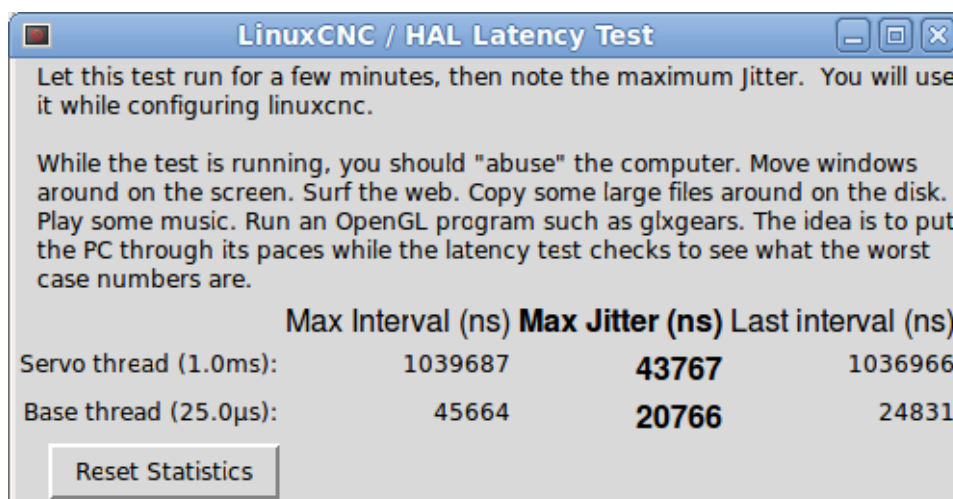 LinuxCNC / HAL Latency Test
Let this test run for a few minutes, then note the maximum Jitter.  You will use
it while configuring linuxcnc.
While the test is running, you should "abuse" the computer. Move windows
around on the screen. Surf the web. Copy some large files around on the disk.
Play some music. Run an OpenGL program such as glxgears. The idea is to put
the PC through its paces while the latency test checks to see what the worst
case numbers are.
Max Interval (ns) Max Jitter (ns) Last interval (ns)
Servo thread (1.0ms): 1039687 43767 1036966
Base thread (25.0µs): 45664 20766 24831
Reset Statistics